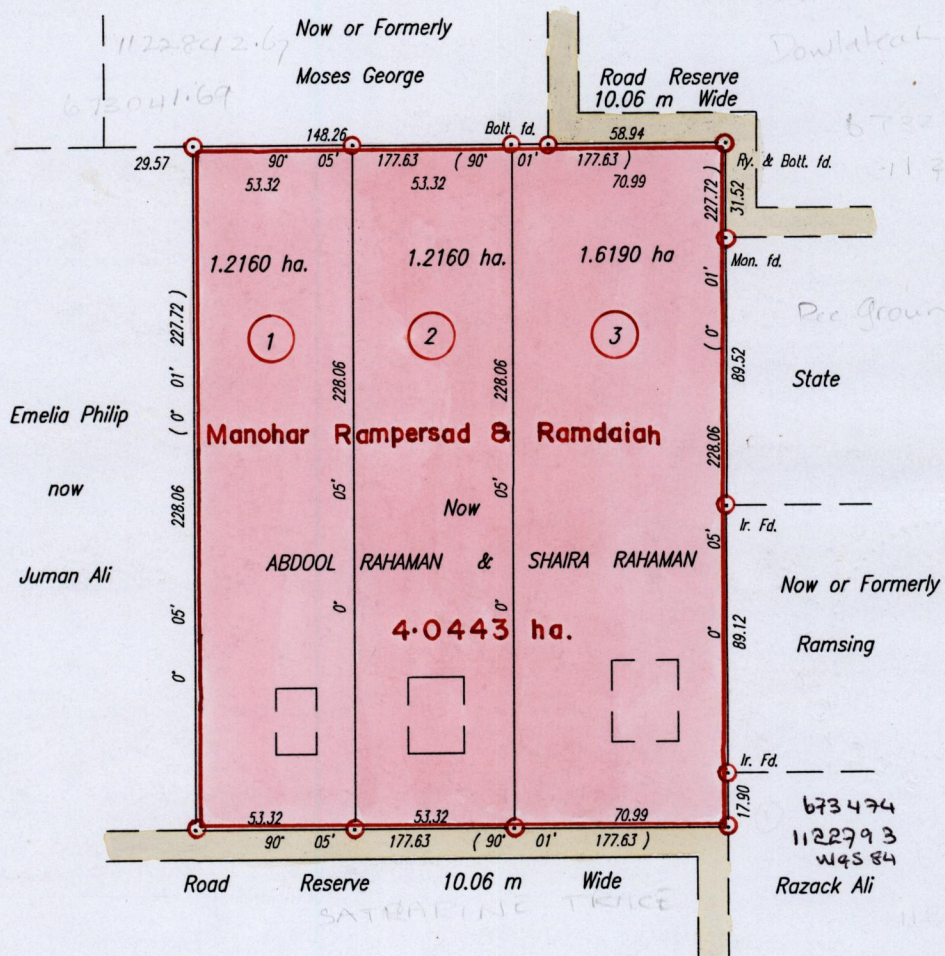 Now or Formerly
Moses George
1122842.67
673041.69
Road Reserve
10.06 m Wide
148.26 Bott. fd. 58.94
29.57 90° 05' 177.63 ( 90° 01' 177.63 ) Ry. & Bott. fd.
53.32 53.32 70.99
227.72 )
31.52
01'
( 0°
Mon. fd.
1.2160 ha. 1.2160 ha. 1.6190 ha
1 2 3
( 0° 01' 227.72 )
228.06
228.06
89.52
State
Emelia Philip
now
Juman Ali
Manohar Rampersad & Ramdaiah
0° 05' 228.06
0° 05'
0° 05'
0° 05' 228.06
Now
Ir. Fd.
ABDOOL RAHAMAN & SHAIRA RAHAMAN
Now or Formerly
Ramsing
4.0443 ha.
89.12
Ir. Fd.
17.90
673474
1122793
WGS 84
Razack Ali
53.32 53.32 70.99
90° 05' 177.63 ( 90° 01' 177.63 )
Road Reserve 10.06 m Wide